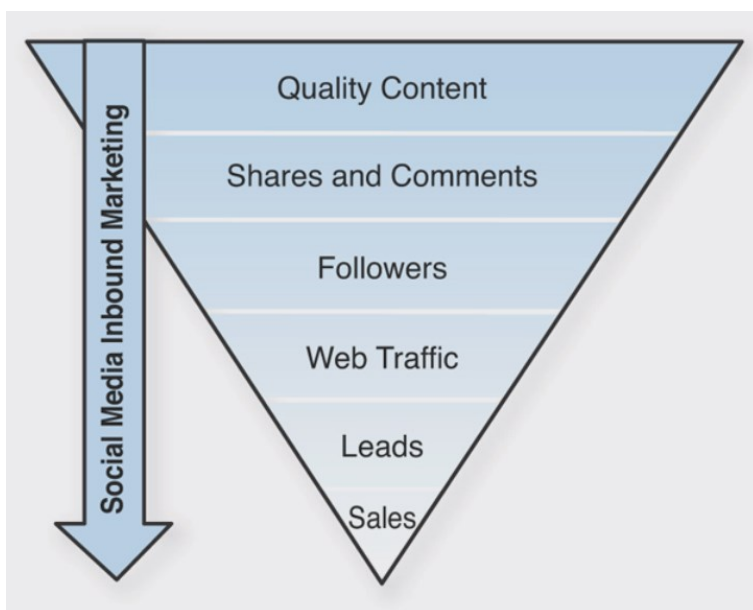 Social Media Inbound Marketing
Quality Content
Shares and Comments
Followers
Web Traffic
Leads
Sales